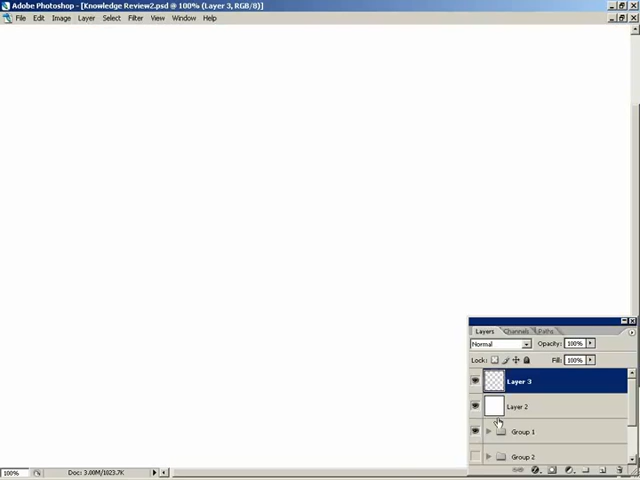 Adobe Photoshop - [Knowledge Review2.psd @ 100% (Layer 3, RGB/8)]
File Edit Image Layer Select Filter View Window Help
Layers Channels Paths
Normal Opacity: 100%
Lock: Fill: 100%
Layer 3
Layer 2
Group 1
Group 2
100% Doc: 3.00M/1023.7K